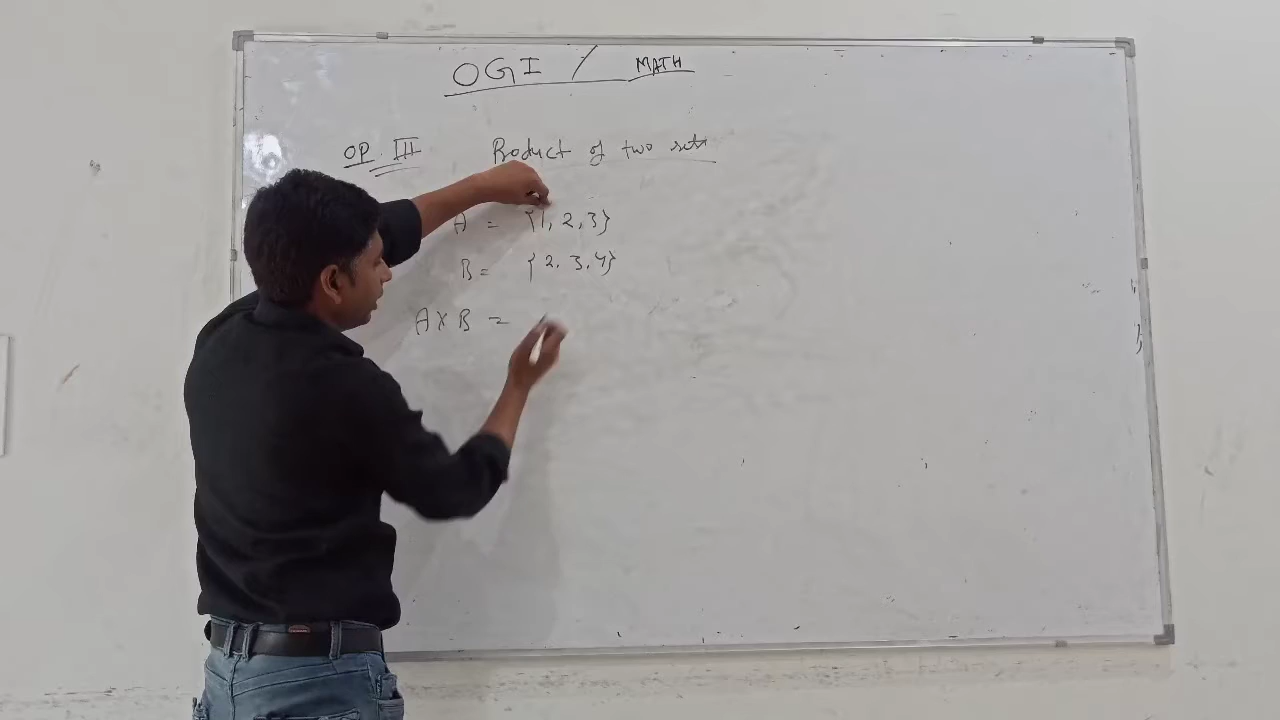 OGI / MATH
OP. III Product of two sets
A = {1, 2, 3}
B = {2, 3, 4}
A X B =